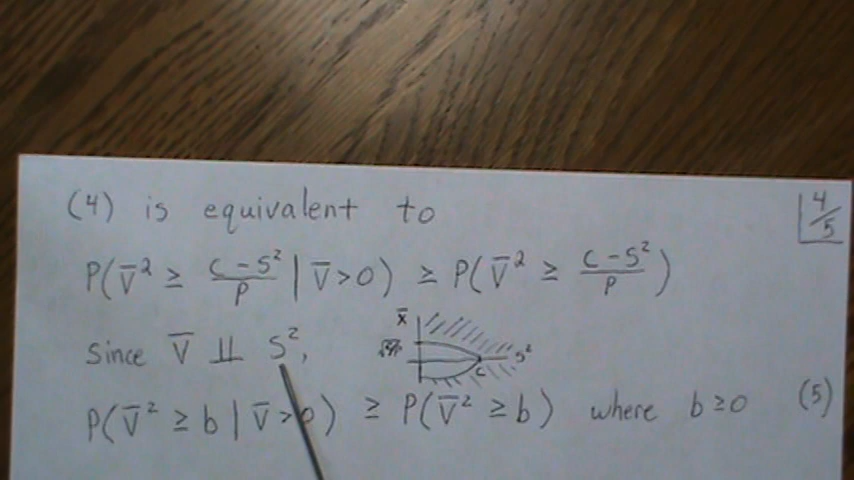 (4) is equivalent to
4/5
P(V̄² ≥ (C - S²)/P | V̄ > 0) ≥ P(V̄² ≥ (C - S²)/P)
since V̄ ⫫ S²,
X̄
S²
C
P(V̄² ≥ b | V̄ > 0) ≥ P(V̄² ≥ b) where b ≥ 0 (5)